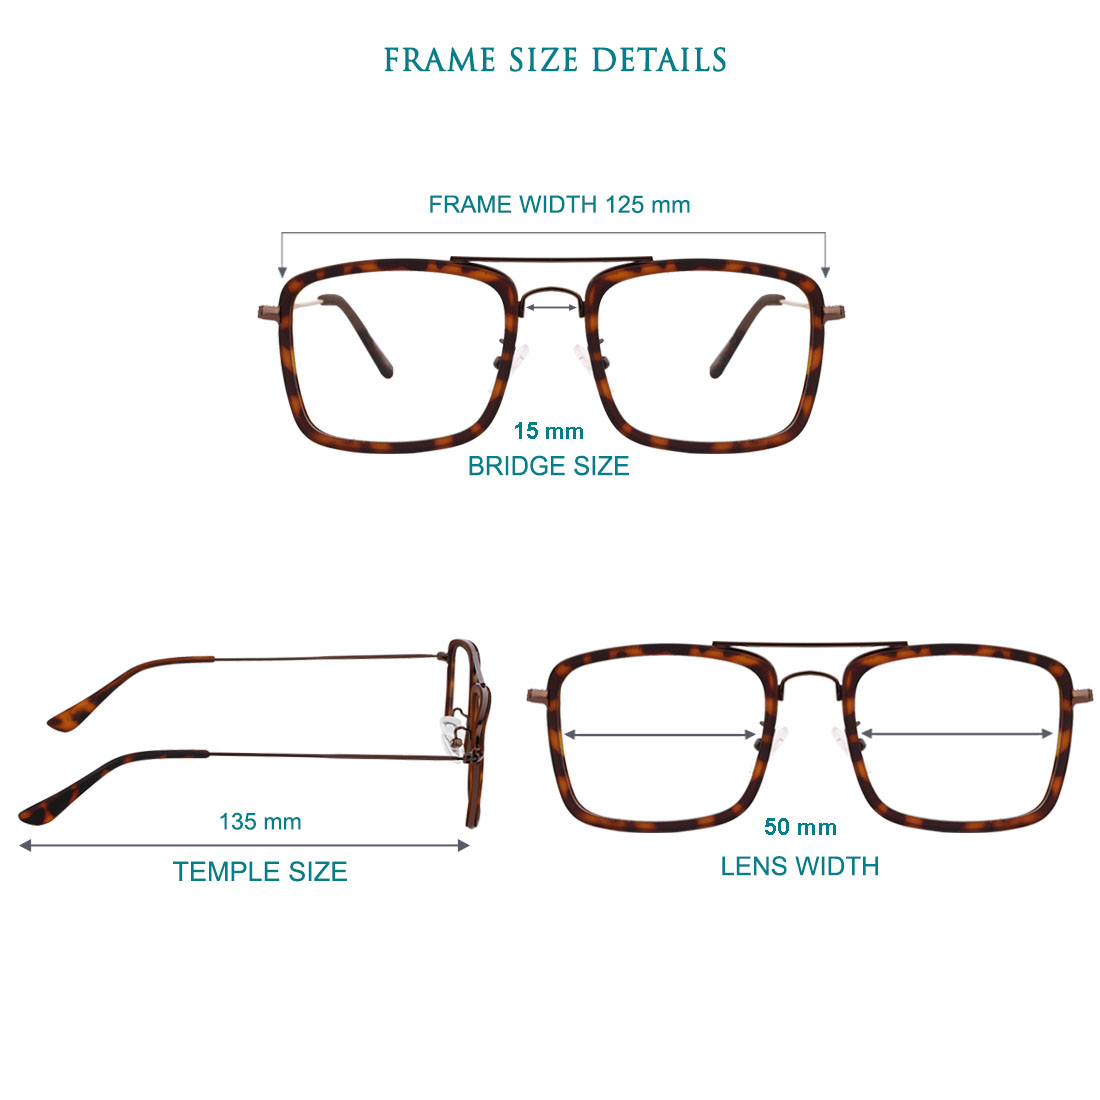 FRAME SIZE DETAILS
FRAME WIDTH 125 mm
15 mm
BRIDGE SIZE
135 mm
TEMPLE SIZE
50 mm
LENS WIDTH